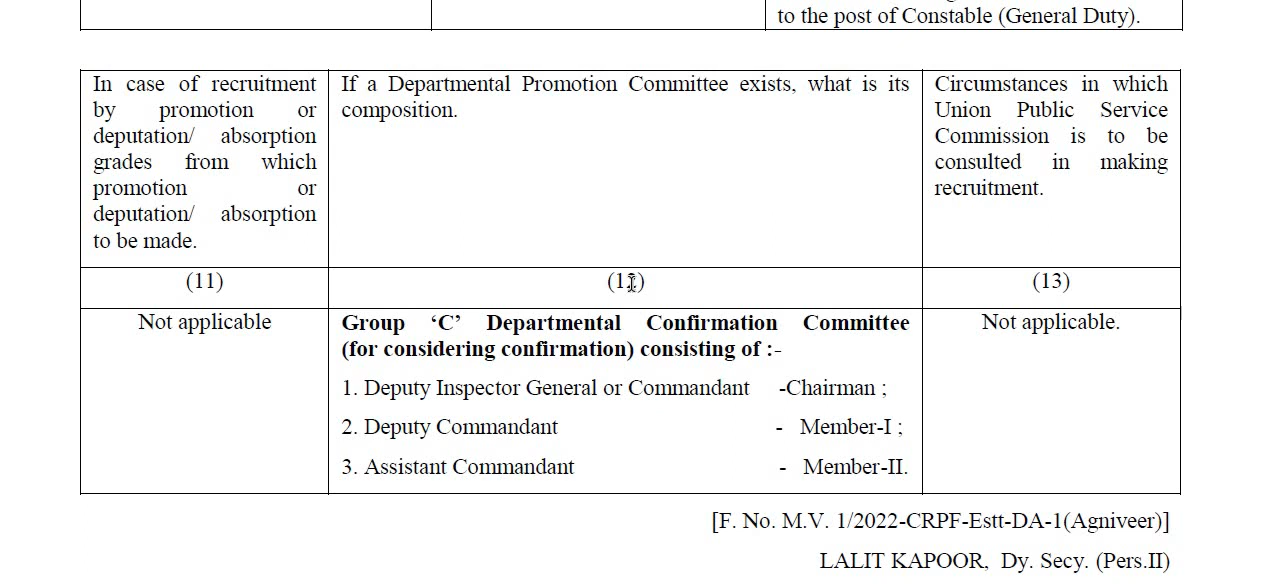 to the post of Constable (General Duty).
In case of recruitment
by promotion or
deputation/ absorption
grades from which
promotion or
deputation/ absorption
to be made.
If a Departmental Promotion Committee exists, what is its
composition.
Circumstances in which
Union Public Service
Commission is to be
consulted in making
recruitment.
(11)
(13)
Not applicable
Group ‘C’ Departmental Confirmation Committee
(for considering confirmation) consisting of :-
1. Deputy Inspector General or Commandant -Chairman ;
2. Deputy Commandant - Member-I ;
3. Assistant Commandant - Member-II.
Not applicable.
[F. No. M.V. 1/2022-CRPF-Estt-DA-1(Agniveer)]
LALIT KAPOOR, Dy. Secy. (Pers.II)